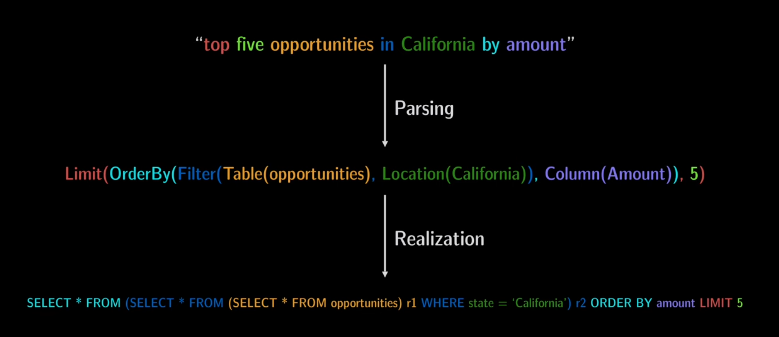 “top five opportunities in California by amount”
Parsing
Limit(OrderBy(Filter(Table(opportunities), Location(California)), Column(Amount)), 5)
Realization
SELECT * FROM (SELECT * FROM (SELECT * FROM opportunities) r1 WHERE state = ‘California’) r2 ORDER BY amount LIMIT 5